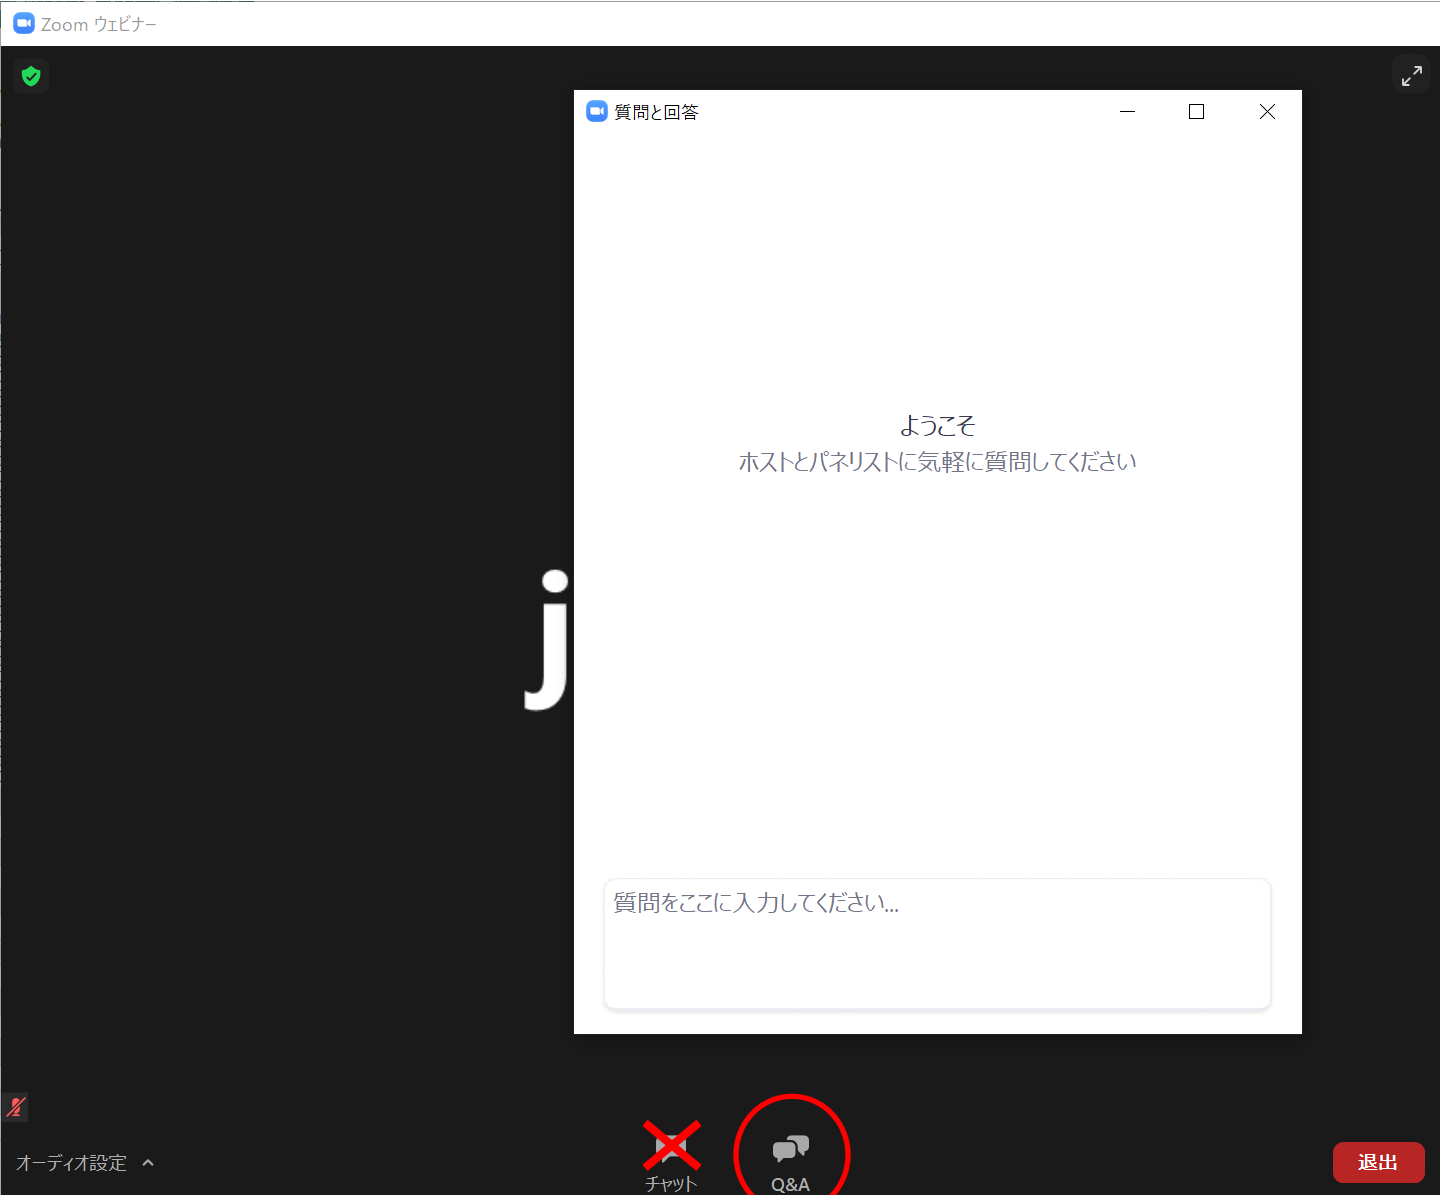 Zoom ウェビナー
質問と回答
ようこそ
ホストとパネリストに気軽に質問してください
j
質問をここに入力してください...
オーディオ設定
チャット
Q&A
退出